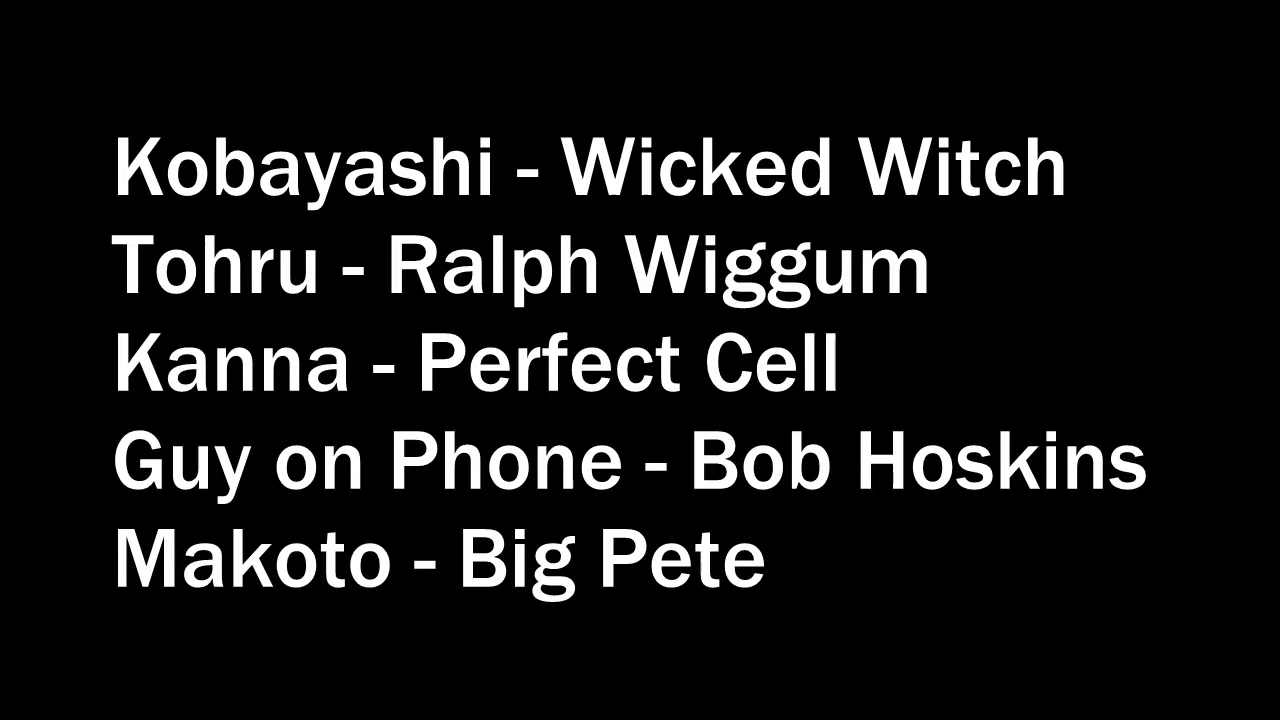 Kobayashi - Wicked Witch
Tohru - Ralph Wiggum
Kanna - Perfect Cell
Guy on Phone - Bob Hoskins
Makoto - Big Pete